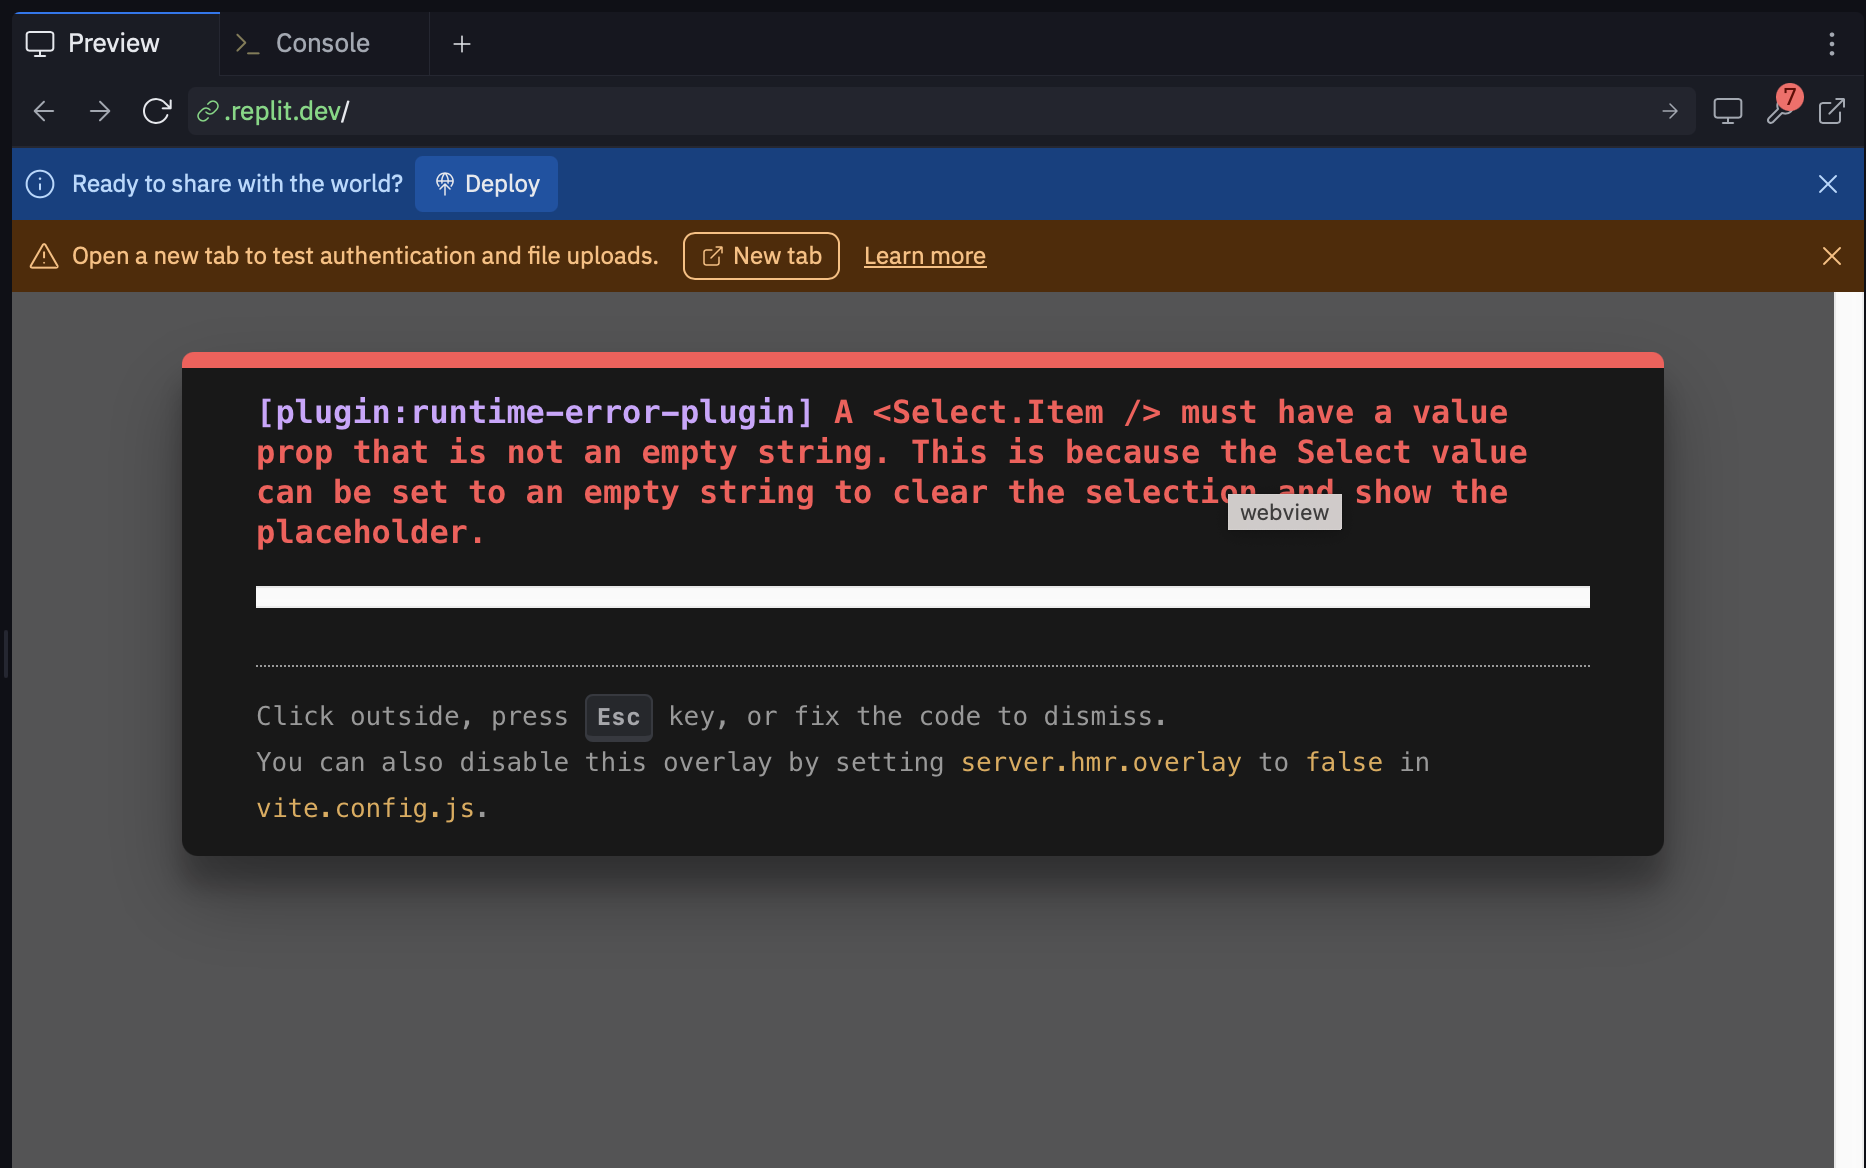 Preview
Console
.replit.dev/
7
Ready to share with the world?
Deploy
Open a new tab to test authentication and file uploads.
New tab
Learn more
[plugin:runtime-error-plugin] A <Select.Item /> must have a value
prop that is not an empty string. This is because the Select value
can be set to an empty string to clear the selection and show the
placeholder.
webview
Click outside, press Esc key, or fix the code to dismiss.
You can also disable this overlay by setting server.hmr.overlay to false in
vite.config.js.